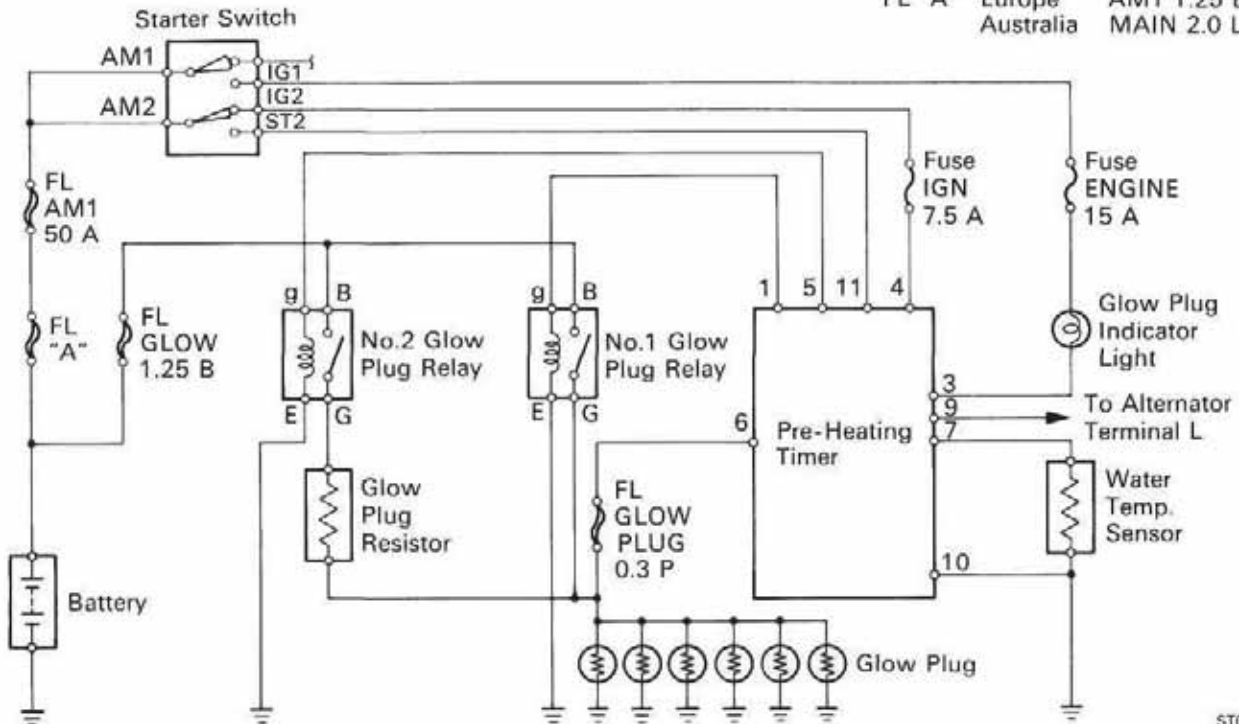 Europe
Australia MAIN 2.0 L
Starter Switch
AM1
IG1
AM2
IG2
ST2
FL
AM1
50 A
Fuse
IGN
7.5 A
Fuse
ENGINE
15 A
FL
"A"
FL
GLOW
1.25 B
g B
No.2 Glow
Plug Relay
E G
g B
No.1 Glow
Plug Relay
E G
1 5 11 4
Glow Plug
Indicator
Light
3
9
To Alternator
Terminal L
7
6
Pre-Heating
Timer
Glow
Plug
Resistor
FL
GLOW
PLUG
0.3 P
Water
Temp.
Sensor
10
Battery
Glow Plug